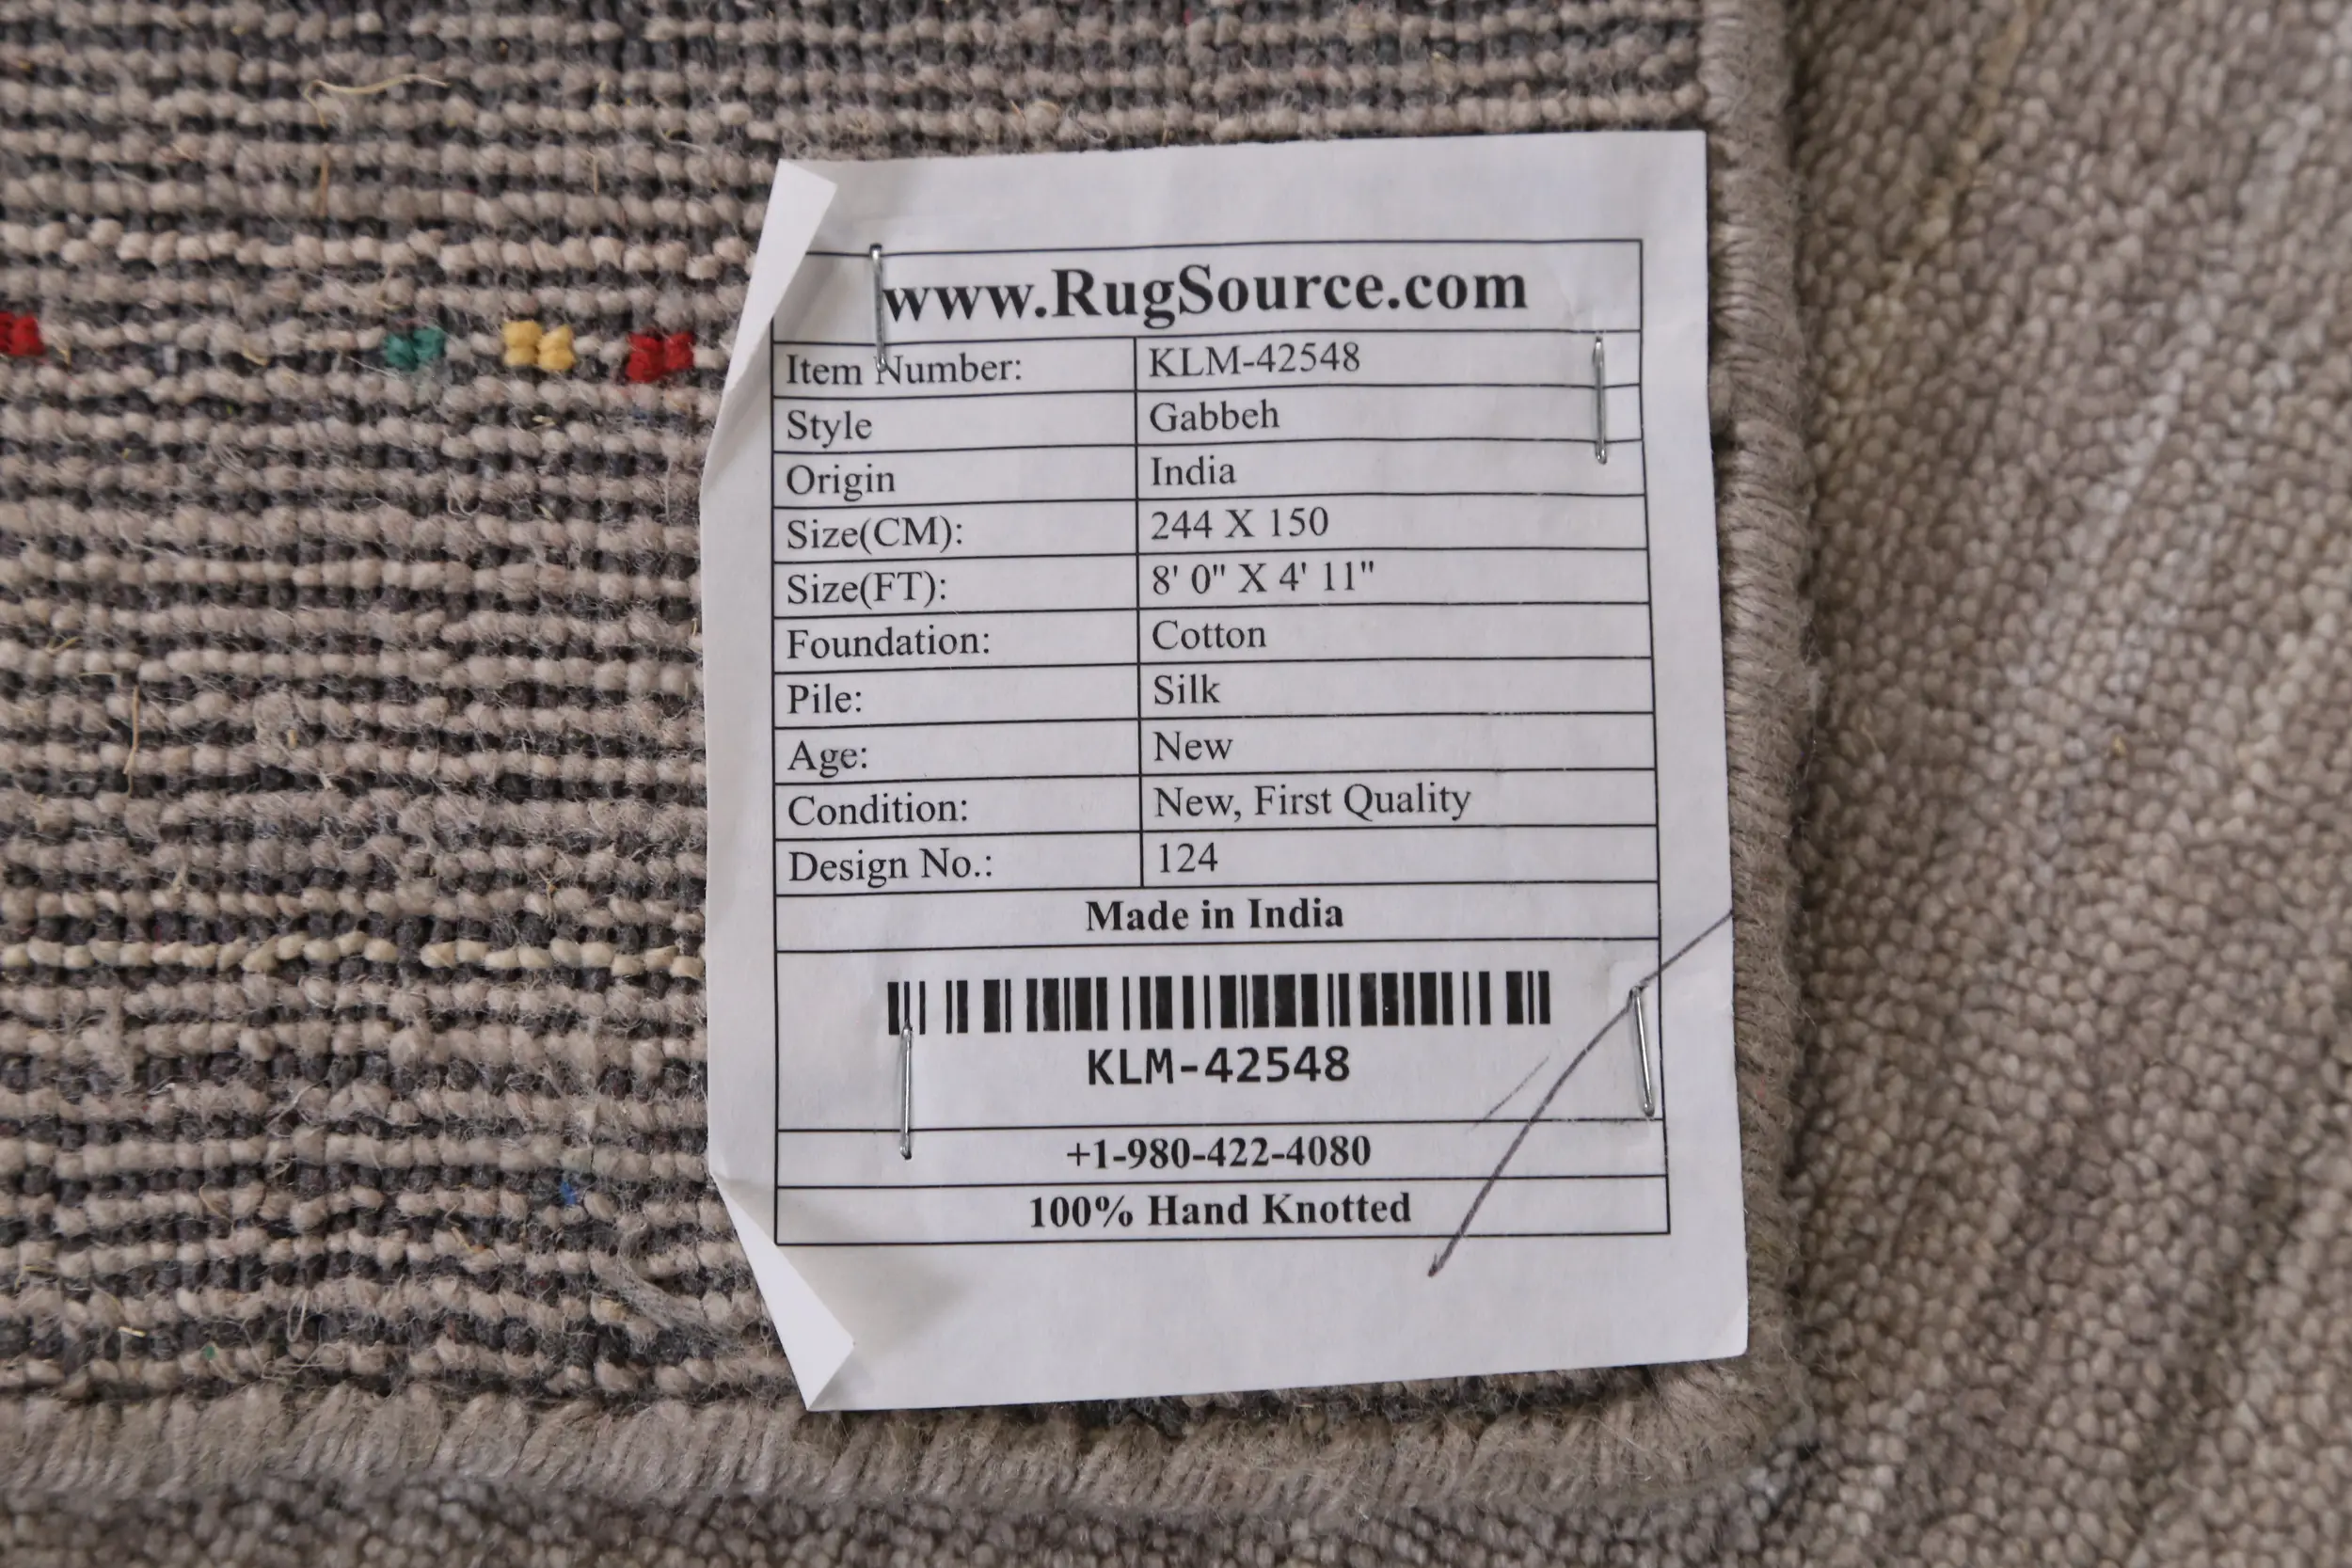 www.RugSource.com
Item Number: KLM-42548
Style Gabbeh
Origin India
Size(CM): 244 X 150
Size(FT): 8' 0" X 4' 11"
Foundation: Cotton
Pile: Silk
Age: New
Condition: New, First Quality
Design No.: 124
Made in India
KLM-42548
+1-980-422-4080
100% Hand Knotted